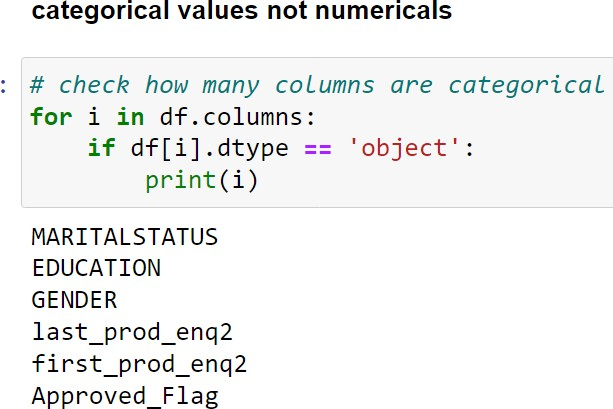 categorical values not numericals
: # check how many columns are categorical
for i in df.columns:
    if df[i].dtype == 'object':
        print(i)
MARITALSTATUS
EDUCATION
GENDER
last_prod_enq2
first_prod_enq2
Approved_Flag